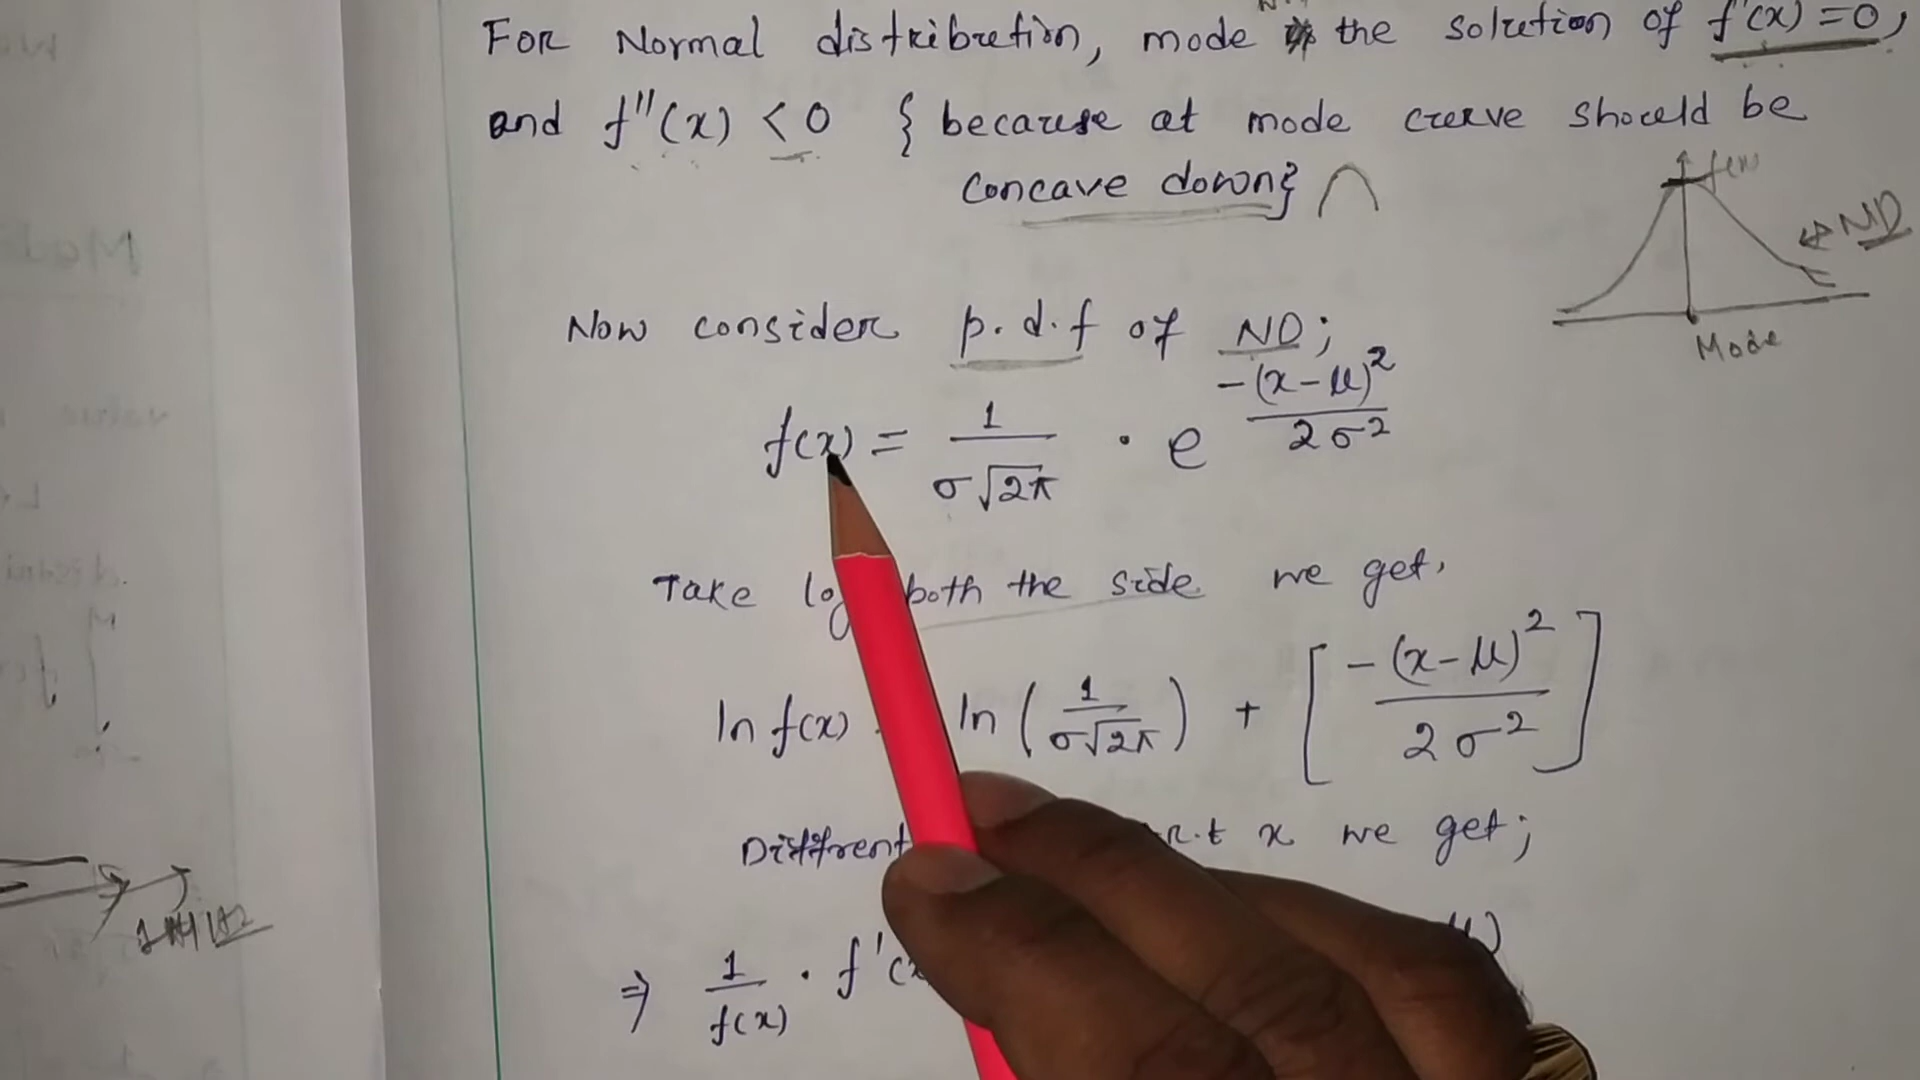 For Normal distribution, mode is the solution of f'(x) = 0,
and f''(x) < 0 { because at mode curve should be
concave down}
f(x)
ND
Mode
Now consider p.d.f of ND;
f(x) = 1/(σ√2π) · e^(-(x-μ)²/2σ²)
Take log both the side we get,
ln f(x) ln (1/(σ√2π)) + [-(x-μ)²/2σ²]
r.t x we get;
⇒ 1/f(x) · f'(x